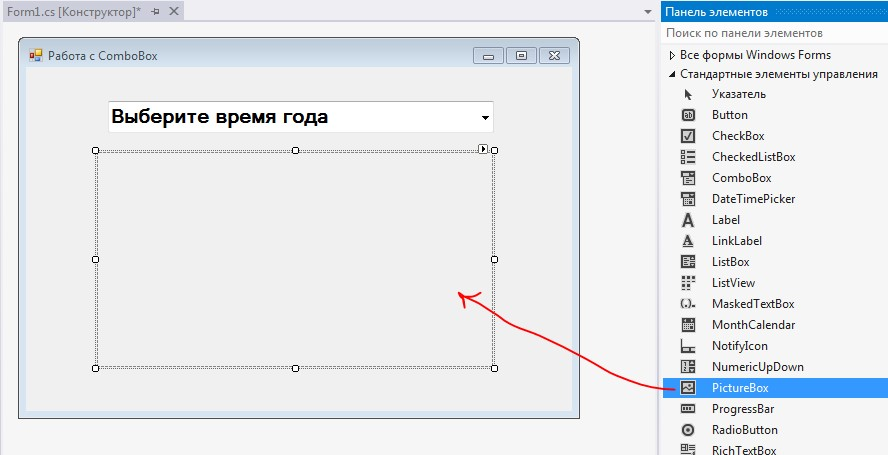 Form1.cs [Конструктор]*
Работа с ComboBox
Выберите время года
Панель элементов
Поиск по панели элементов
Все формы Windows Forms
Стандартные элементы управления
Указатель
Button
CheckBox
CheckedListBox
ComboBox
DateTimePicker
Label
LinkLabel
ListBox
ListView
MaskedTextBox
MonthCalendar
NotifyIcon
NumericUpDown
PictureBox
ProgressBar
RadioButton
RichTextBox